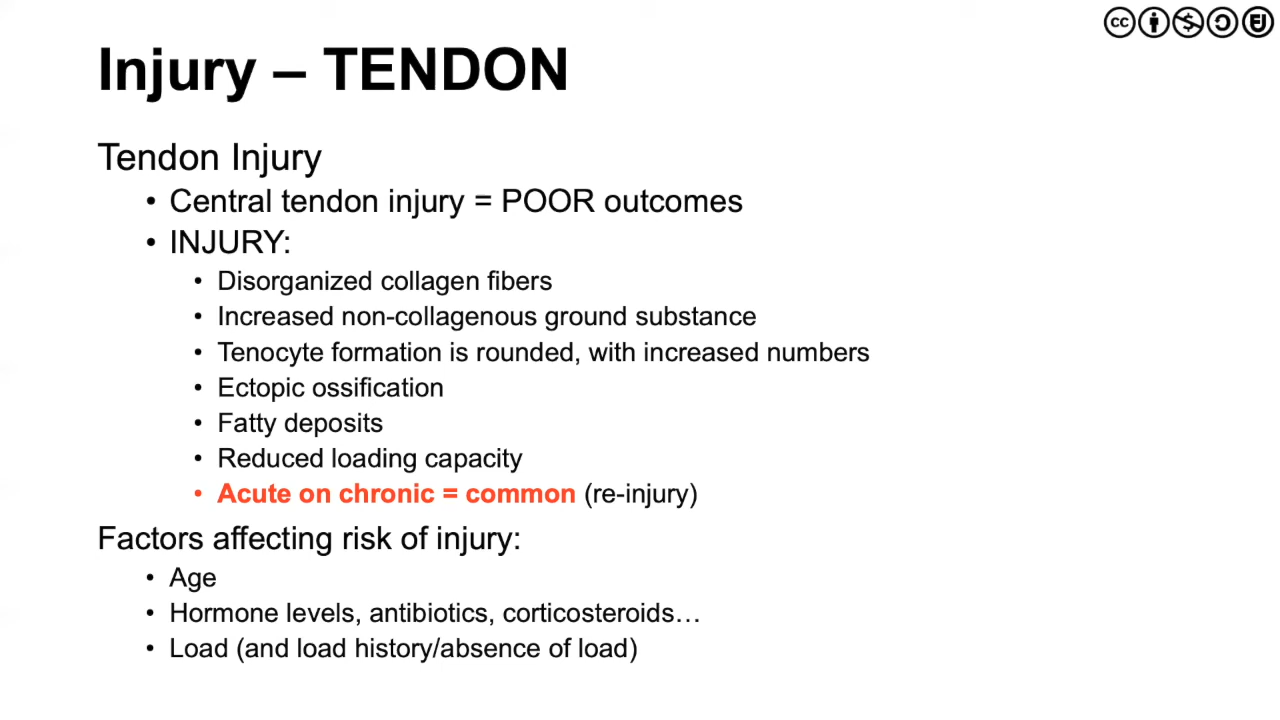 Injury – TENDON
Tendon Injury
• Central tendon injury = POOR outcomes
• INJURY:
• Disorganized collagen fibers
• Increased non-collagenous ground substance
• Tenocyte formation is rounded, with increased numbers
• Ectopic ossification
• Fatty deposits
• Reduced loading capacity
• Acute on chronic = common (re-injury)
Factors affecting risk of injury:
• Age
• Hormone levels, antibiotics, corticosteroids…
• Load (and load history/absence of load)